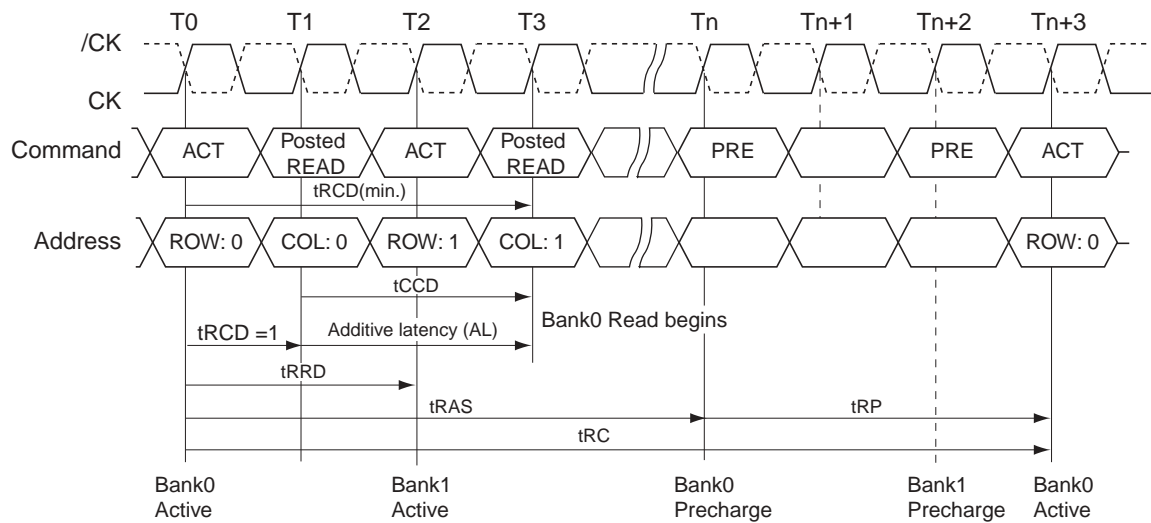 T0 T1 T2 T3 Tn Tn+1 Tn+2 Tn+3
/CK
CK
Command ACT Posted READ ACT Posted READ PRE PRE ACT
tRCD(min.)
Address ROW: 0 COL: 0 ROW: 1 COL: 1 ROW: 0
tCCD
Bank0 Read begins
tRCD =1 Additive latency (AL)
tRRD
tRAS tRP
tRC
Bank0 Active Bank1 Active Bank0 Precharge Bank1 Precharge Bank0 Active